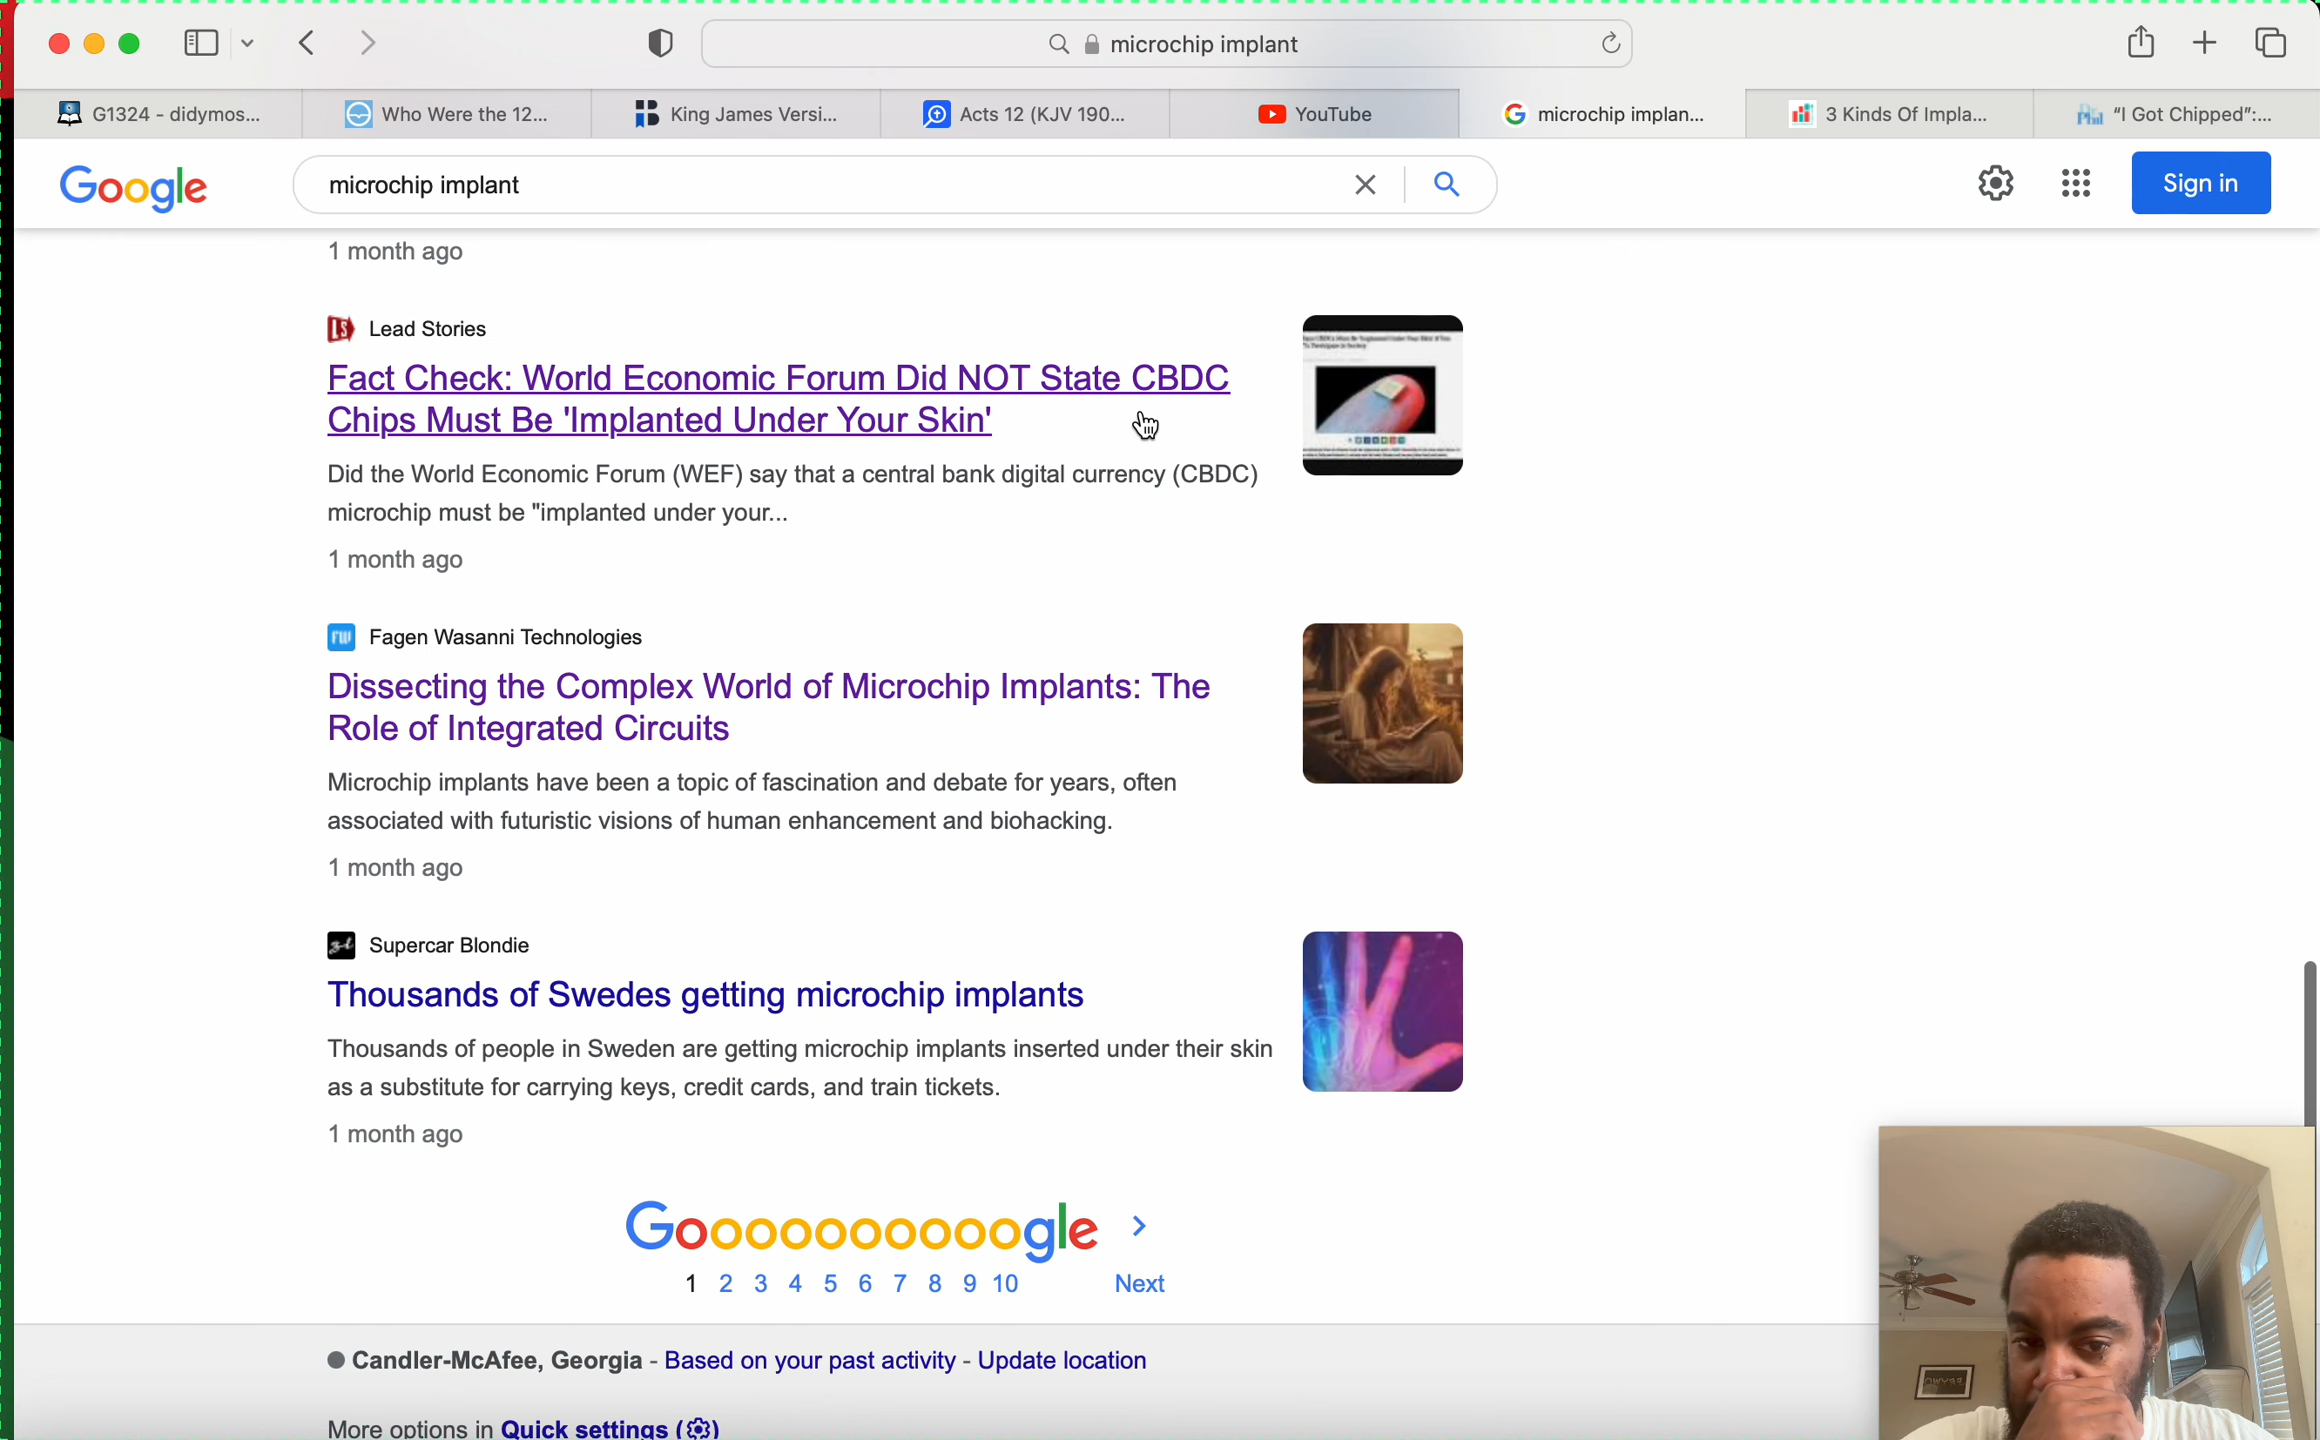 microchip implant
G1324 - didymos...
Who Were the 12...
King James Versi...
Acts 12 (KJV 190...
YouTube
microchip implan...
3 Kinds Of Impla...
“I Got Chipped”:...
Google
microchip implant
Sign in
1 month ago
LS Lead Stories
Fact Check: World Economic Forum Did NOT State CBDC
Chips Must Be 'Implanted Under Your Skin'
Did the World Economic Forum (WEF) say that a central bank digital currency (CBDC)
microchip must be "implanted under your...
1 month ago
FW Fagen Wasanni Technologies
Dissecting the Complex World of Microchip Implants: The
Role of Integrated Circuits
Microchip implants have been a topic of fascination and debate for years, often
associated with futuristic visions of human enhancement and biohacking.
1 month ago
Supercar Blondie
Thousands of Swedes getting microchip implants
Thousands of people in Sweden are getting microchip implants inserted under their skin
as a substitute for carrying keys, credit cards, and train tickets.
1 month ago
Goooooooooogle >
1 2 3 4 5 6 7 8 9 10 Next
Candler-McAfee, Georgia - Based on your past activity - Update location
More options in Quick settings ( )